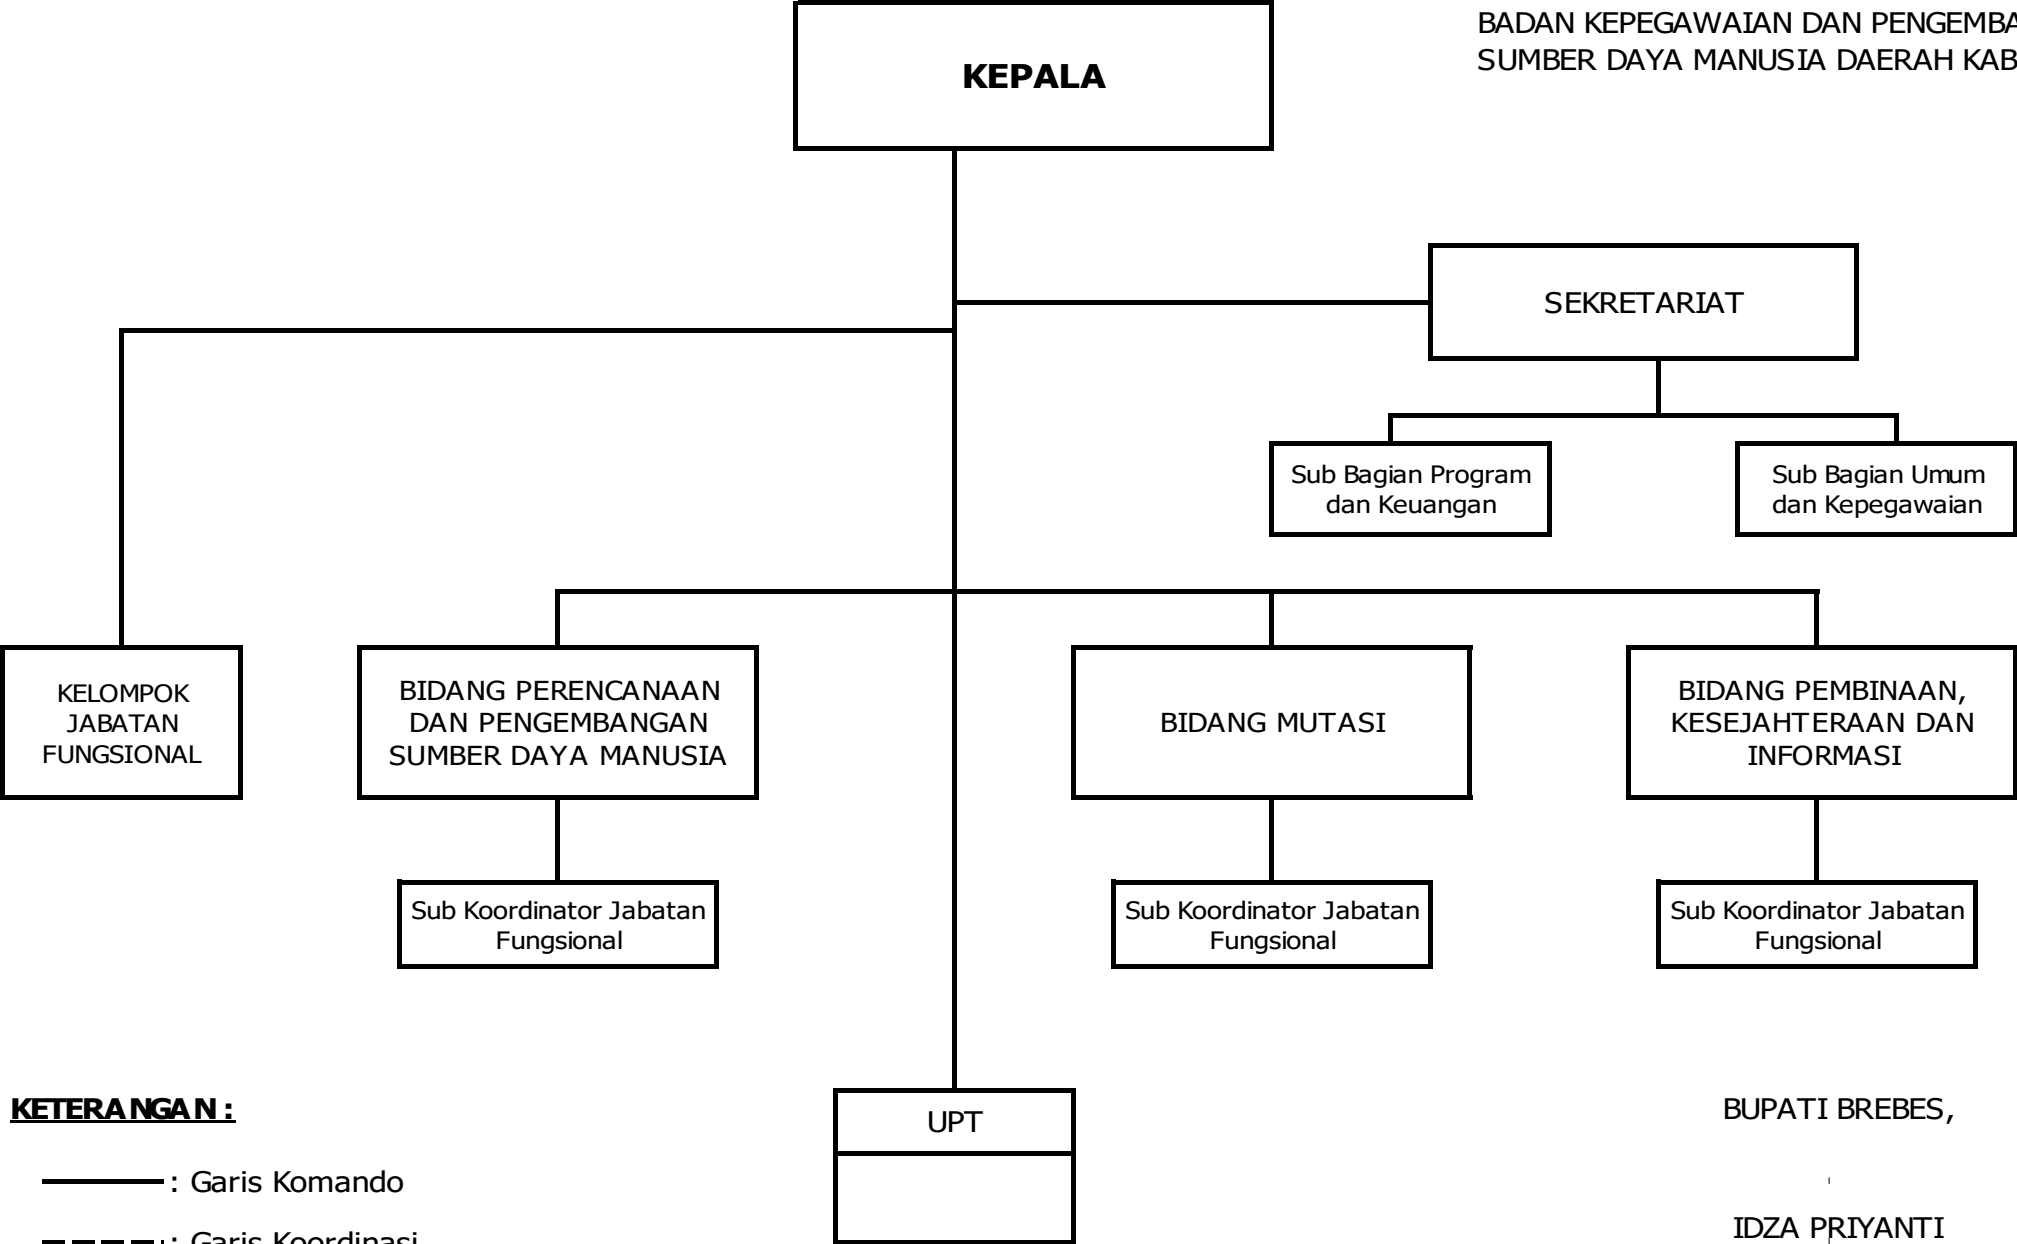 BADAN KEPEGAWAIAN DAN
SUMBER DAYA MANUSIA DAERAH
KEPALA
SEKRETARIAT
Sub Bagian Program
dan Keuangan
Sub Bagian Umum
dan Kepegawaian
KELOMPOK
JABATAN
FUNGSIONAL
BIDANG PERENCANAAN
DAN PENGEMBANGAN
SUMBER DAYA MANUSIA
BIDANG MUTASI
BIDANG PEMBINAAN,
KESEJAHTERAAN DAN
INFORMASI
Sub Koordinator Jabatan
Fungsional
Sub Koordinator Jabatan
Fungsional
Sub Koordinator Jabatan
Fungsional
UPT
KETERANGAN :
: Garis Komando
: Garis Koordinasi
BUPATI BREBES,
IDZA PRIYANTI